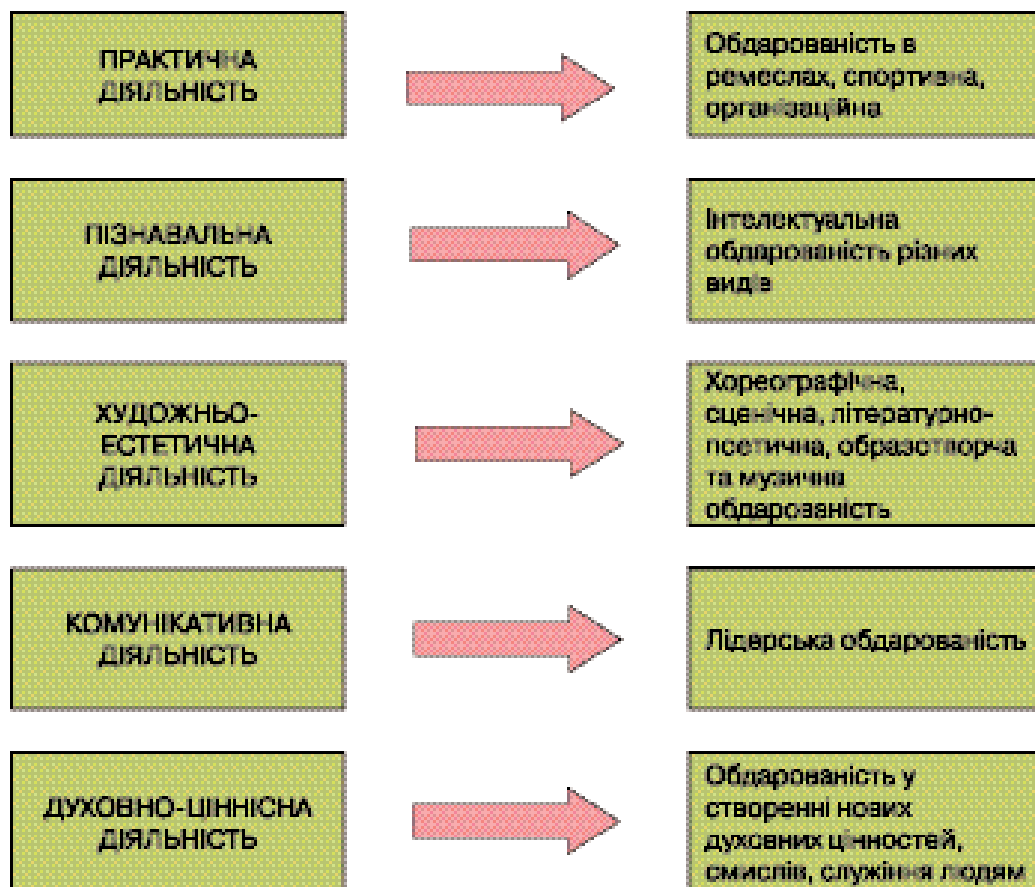 ПРАКТИЧНА
ДІЯЛЬНІСТЬ
Обдарованість в
ремеслах, спортивна,
організаційна
ПІЗНАВАЛЬНА
ДІЯЛЬНІСТЬ
Інтелектуальна
обдарованість різних
видів
ХУДОЖНЬО-
ЕСТЕТИЧНА
ДІЯЛЬНІСТЬ
Хореографічна,
сценічна, літературно-
поетична, образотворча
та музична
обдарованість
КОМУНІКАТИВНА
ДІЯЛЬНІСТЬ
Лідерська обдарованість
ДУХОВНО-ЦІННІСНА
ДІЯЛЬНІСТЬ
Обдарованість у
створенні нових
духовних цінностей,
смислів, служіння людям